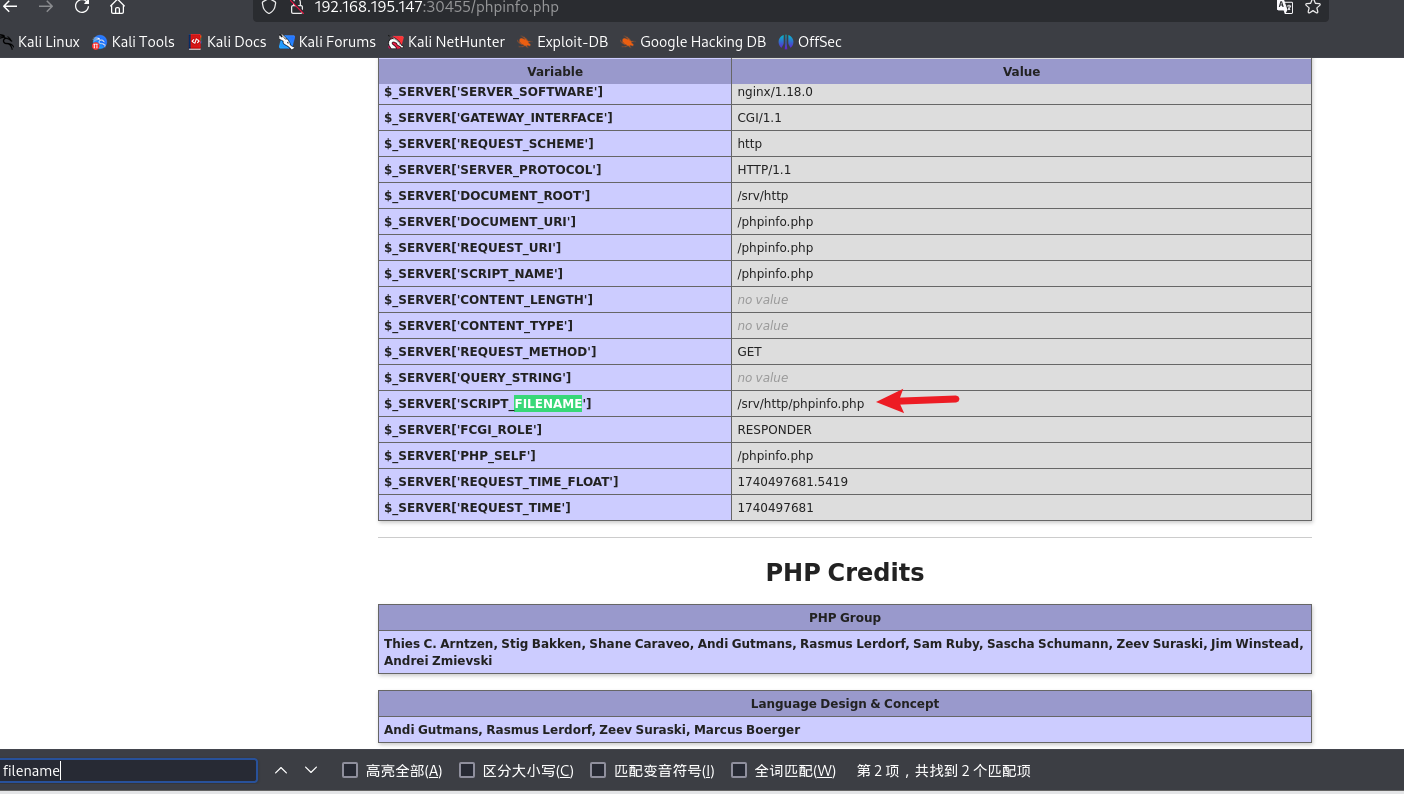 192.168.195.147:30455/phpinfo.php
Kali Linux Kali Tools Kali Docs Kali Forums Kali NetHunter Exploit-DB Google Hacking DB OffSec
Variable Value
$_SERVER['SERVER_SOFTWARE'] nginx/1.18.0
$_SERVER['GATEWAY_INTERFACE'] CGI/1.1
$_SERVER['REQUEST_SCHEME'] http
$_SERVER['SERVER_PROTOCOL'] HTTP/1.1
$_SERVER['DOCUMENT_ROOT'] /srv/http
$_SERVER['DOCUMENT_URI'] /phpinfo.php
$_SERVER['REQUEST_URI'] /phpinfo.php
$_SERVER['SCRIPT_NAME'] /phpinfo.php
$_SERVER['CONTENT_LENGTH'] no value
$_SERVER['CONTENT_TYPE'] no value
$_SERVER['REQUEST_METHOD'] GET
$_SERVER['QUERY_STRING'] no value
$_SERVER['SCRIPT_FILENAME'] /srv/http/phpinfo.php
$_SERVER['FCGI_ROLE'] RESPONDER
$_SERVER['PHP_SELF'] /phpinfo.php
$_SERVER['REQUEST_TIME_FLOAT'] 1740497681.5419
$_SERVER['REQUEST_TIME'] 1740497681
PHP Credits
PHP Group
Thies C. Arntzen, Stig Bakken, Shane Caraveo, Andi Gutmans, Rasmus Lerdorf, Sam Ruby, Sascha Schumann, Zeev Suraski, Jim Winstead,
Andrei Zmievski
Language Design & Concept
Andi Gutmans, Rasmus Lerdorf, Zeev Suraski, Marcus Boerger
filename 高亮全部(A) 区分大小写(C) 匹配变音符号(I) 全词匹配(W) 第 2 项，共找到 2 个匹配项